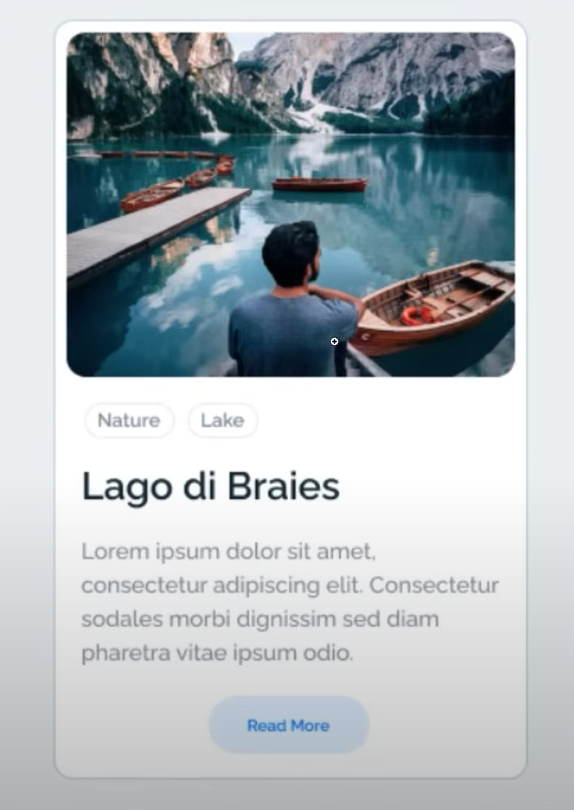 Nature
Lake
Lago di Braies
Lorem ipsum dolor sit amet,
consectetur adipiscing elit. Consectetur
sodales morbi dignissim sed diam
pharetra vitae ipsum odio.
Read More